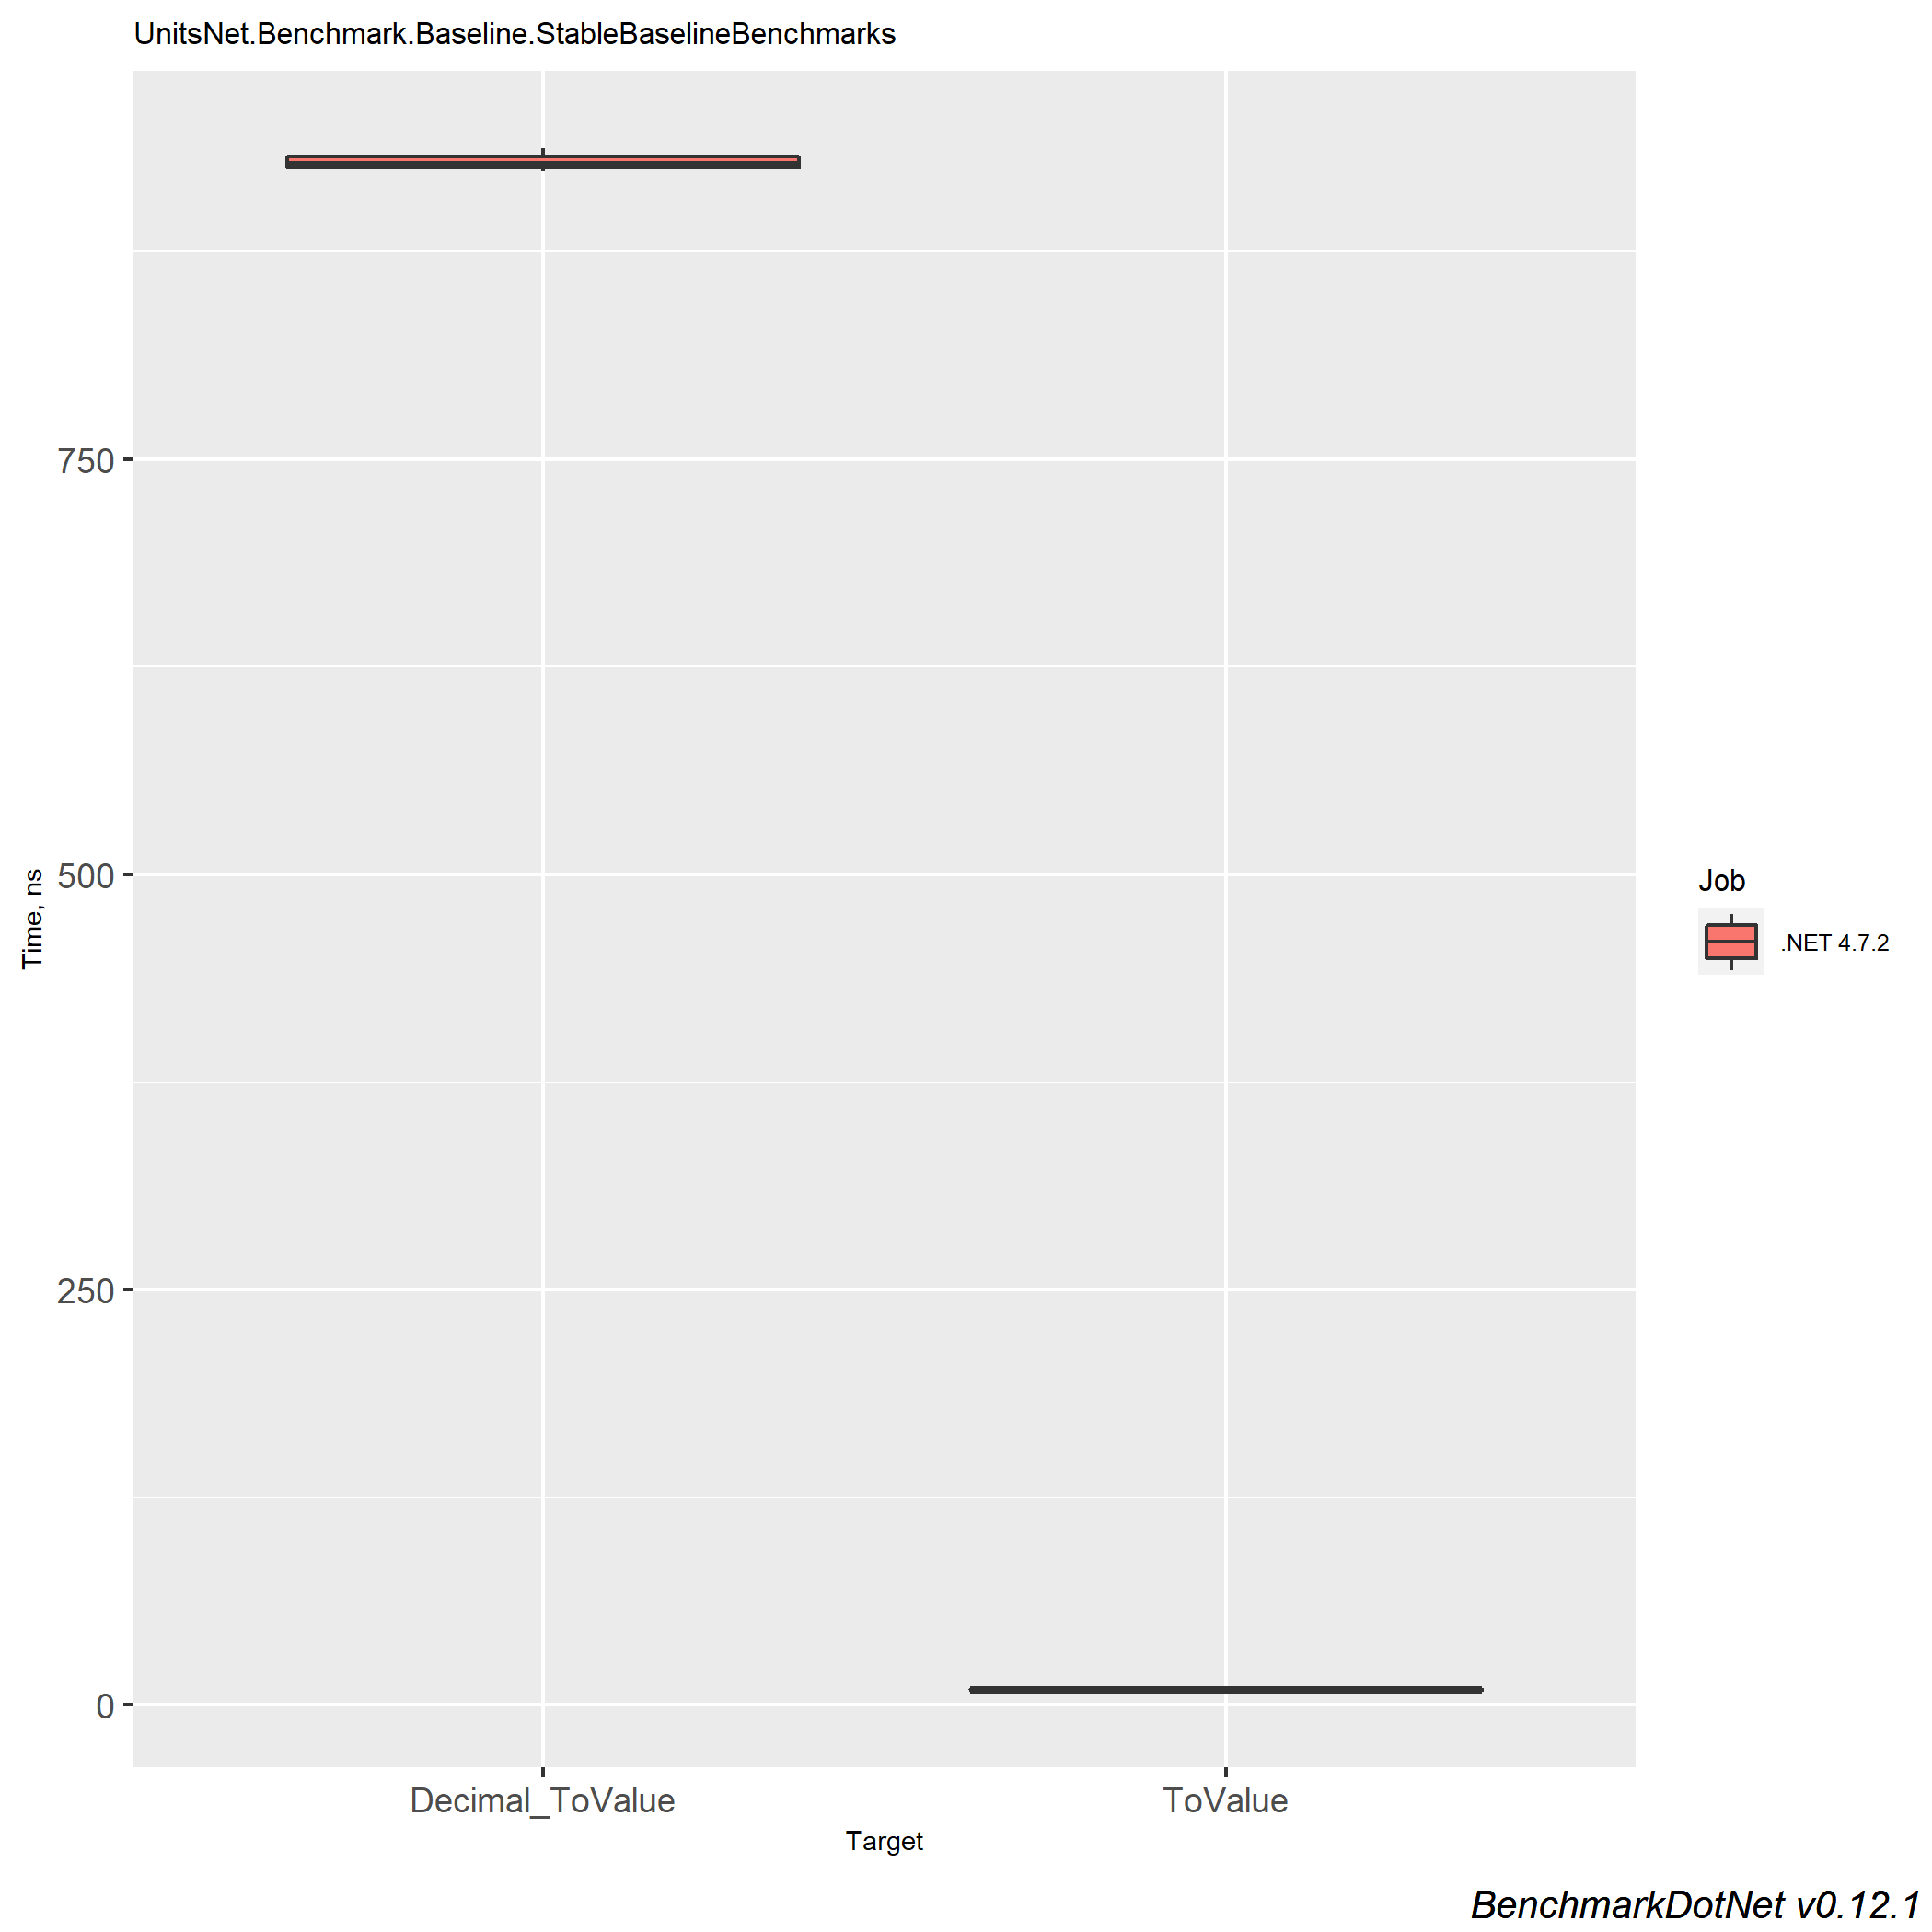 UnitsNet.Benchmark.Baseline.StableBaselineBenchmarks
Time, ns
750
500
250
0
Decimal_ToValue
ToValue
Target
Job
.NET 4.7.2
BenchmarkDotNet v0.12.1